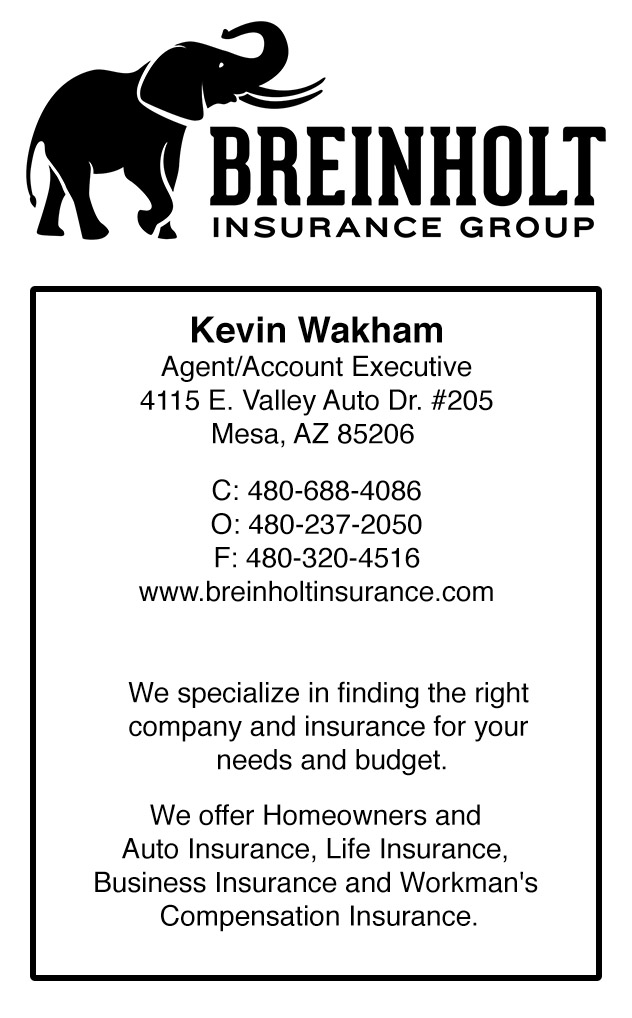 BREINHOLT
INSURANCE GROUP
Kevin Wakham
Agent/Account Executive
4115 E. Valley Auto Dr. #205
Mesa, AZ 85206
C: 480-688-4086
O: 480-237-2050
F: 480-320-4516
www.breinholtinsurance.com
We specialize in finding the right
company and insurance for your
needs and budget.
We offer Homeowners and
Auto Insurance, Life Insurance,
Business Insurance and Workman's
Compensation Insurance.